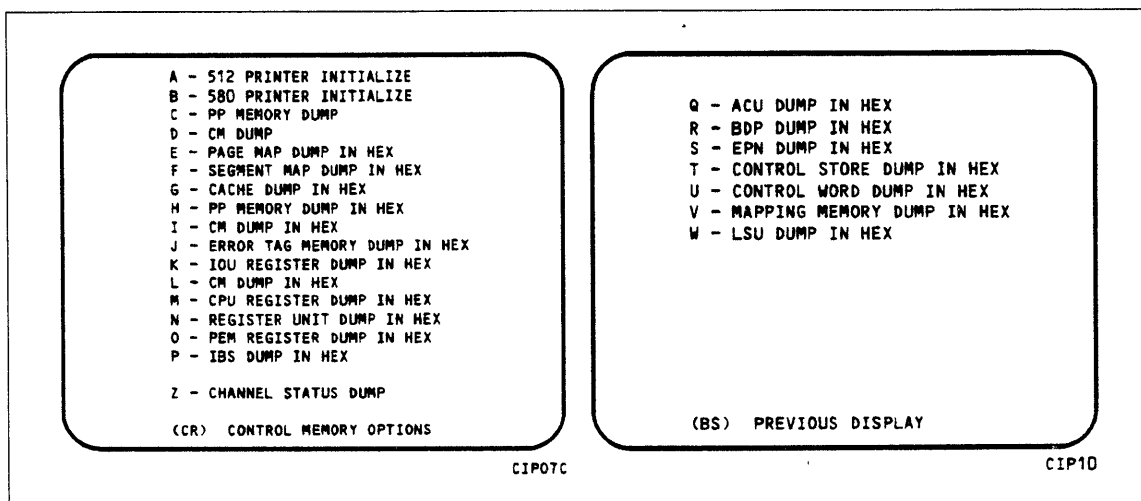 A - 512 PRINTER INITIALIZE
B - 580 PRINTER INITIALIZE
C - PP MEMORY DUMP
D - CM DUMP
E - PAGE MAP DUMP IN HEX
F - SEGMENT MAP DUMP IN HEX
G - CACHE DUMP IN HEX
H - PP MEMORY DUMP IN HEX
I - CM DUMP IN HEX
J - ERROR TAG MEMORY DUMP IN HEX
K - IOU REGISTER DUMP IN HEX
L - CM DUMP IN HEX
M - CPU REGISTER DUMP IN HEX
N - REGISTER UNIT DUMP IN HEX
O - PEM REGISTER DUMP IN HEX
P - IBS DUMP IN HEX
Z - CHANNEL STATUS DUMP
(CR) CONTROL MEMORY OPTIONS
CIP07C
Q - ACU DUMP IN HEX
R - BDP DUMP IN HEX
S - EPN DUMP IN HEX
T - CONTROL STORE DUMP IN HEX
U - CONTROL WORD DUMP IN HEX
V - MAPPING MEMORY DUMP IN HEX
W - LSU DUMP IN HEX
(BS) PREVIOUS DISPLAY
CIP1D